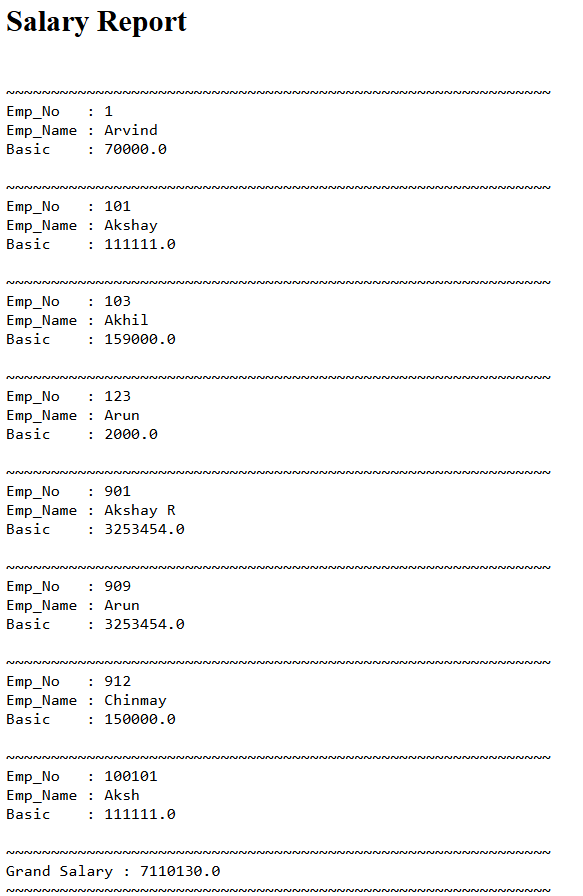 Salary Report
~~~~~~~~~~~~~~~~~~~~~~~~~~~~~~~~~~~~~~~~~~~~~~~~~~~~~~~~~~~~~
Emp_No   : 1
Emp_Name : Arvind
Basic    : 70000.0
~~~~~~~~~~~~~~~~~~~~~~~~~~~~~~~~~~~~~~~~~~~~~~~~~~~~~~~~~~~~~
Emp_No   : 101
Emp_Name : Akshay
Basic    : 111111.0
~~~~~~~~~~~~~~~~~~~~~~~~~~~~~~~~~~~~~~~~~~~~~~~~~~~~~~~~~~~~~
Emp_No   : 103
Emp_Name : Akhil
Basic    : 159000.0
~~~~~~~~~~~~~~~~~~~~~~~~~~~~~~~~~~~~~~~~~~~~~~~~~~~~~~~~~~~~~
Emp_No   : 123
Emp_Name : Arun
Basic    : 2000.0
~~~~~~~~~~~~~~~~~~~~~~~~~~~~~~~~~~~~~~~~~~~~~~~~~~~~~~~~~~~~~
Emp_No   : 901
Emp_Name : Akshay R
Basic    : 3253454.0
~~~~~~~~~~~~~~~~~~~~~~~~~~~~~~~~~~~~~~~~~~~~~~~~~~~~~~~~~~~~~
Emp_No   : 909
Emp_Name : Arun
Basic    : 3253454.0
~~~~~~~~~~~~~~~~~~~~~~~~~~~~~~~~~~~~~~~~~~~~~~~~~~~~~~~~~~~~~
Emp_No   : 912
Emp_Name : Chinmay
Basic    : 150000.0
~~~~~~~~~~~~~~~~~~~~~~~~~~~~~~~~~~~~~~~~~~~~~~~~~~~~~~~~~~~~~
Emp_No   : 100101
Emp_Name : Aksh
Basic    : 111111.0
~~~~~~~~~~~~~~~~~~~~~~~~~~~~~~~~~~~~~~~~~~~~~~~~~~~~~~~~~~~~~
Grand Salary : 7110130.0
~~~~~~~~~~~~~~~~~~~~~~~~~~~~~~~~~~~~~~~~~~~~~~~~~~~~~~~~~~~~~